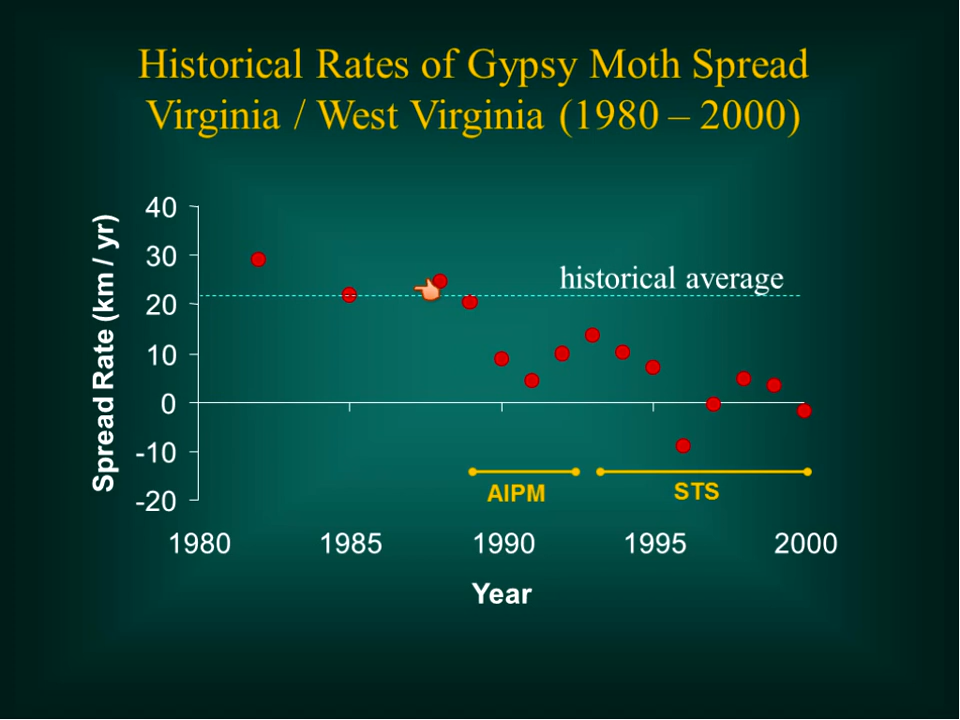 Historical Rates of Gypsy Moth Spread
Virginia / West Virginia (1980 – 2000)
40
30
20
10
0
-10
-20
Spread Rate (km / yr)
historical average
AIPM
STS
1980 1985 1990 1995 2000
Year